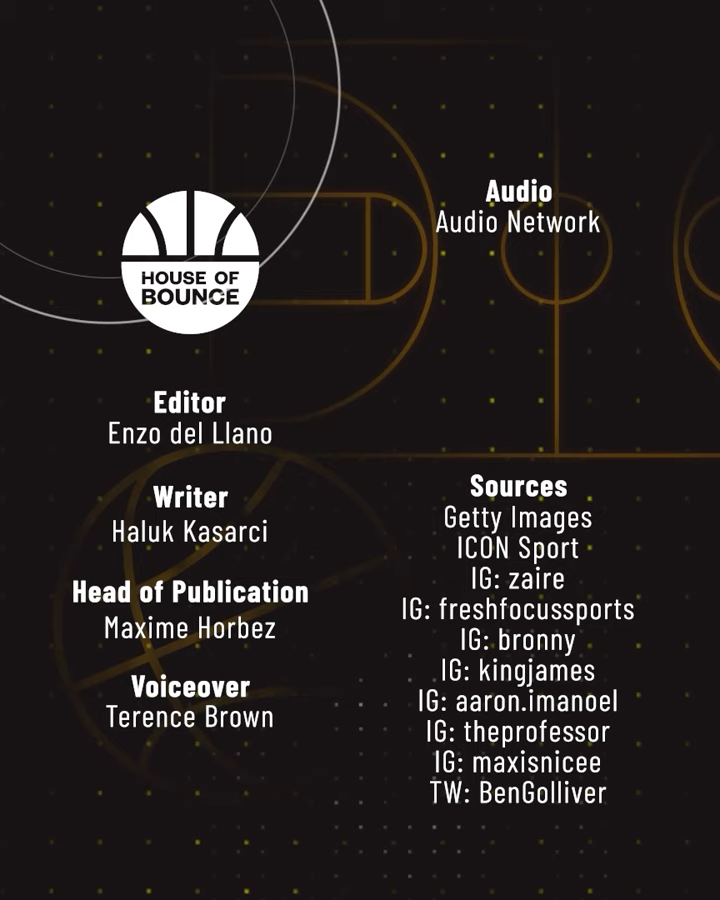 HOUSE OF
BOUNCE
Editor
Enzo del Llano
Writer
Haluk Kasarci
Head of Publication
Maxime Horbez
Voiceover
Terence Brown
Audio
Audio Network
Sources
Getty Images
ICON Sport
IG: zaire
IG: freshfocussports
IG: bronny
IG: kingjames
IG: aaron.imanoel
IG: theprofessor
IG: maxisnicee
TW: BenGolliver